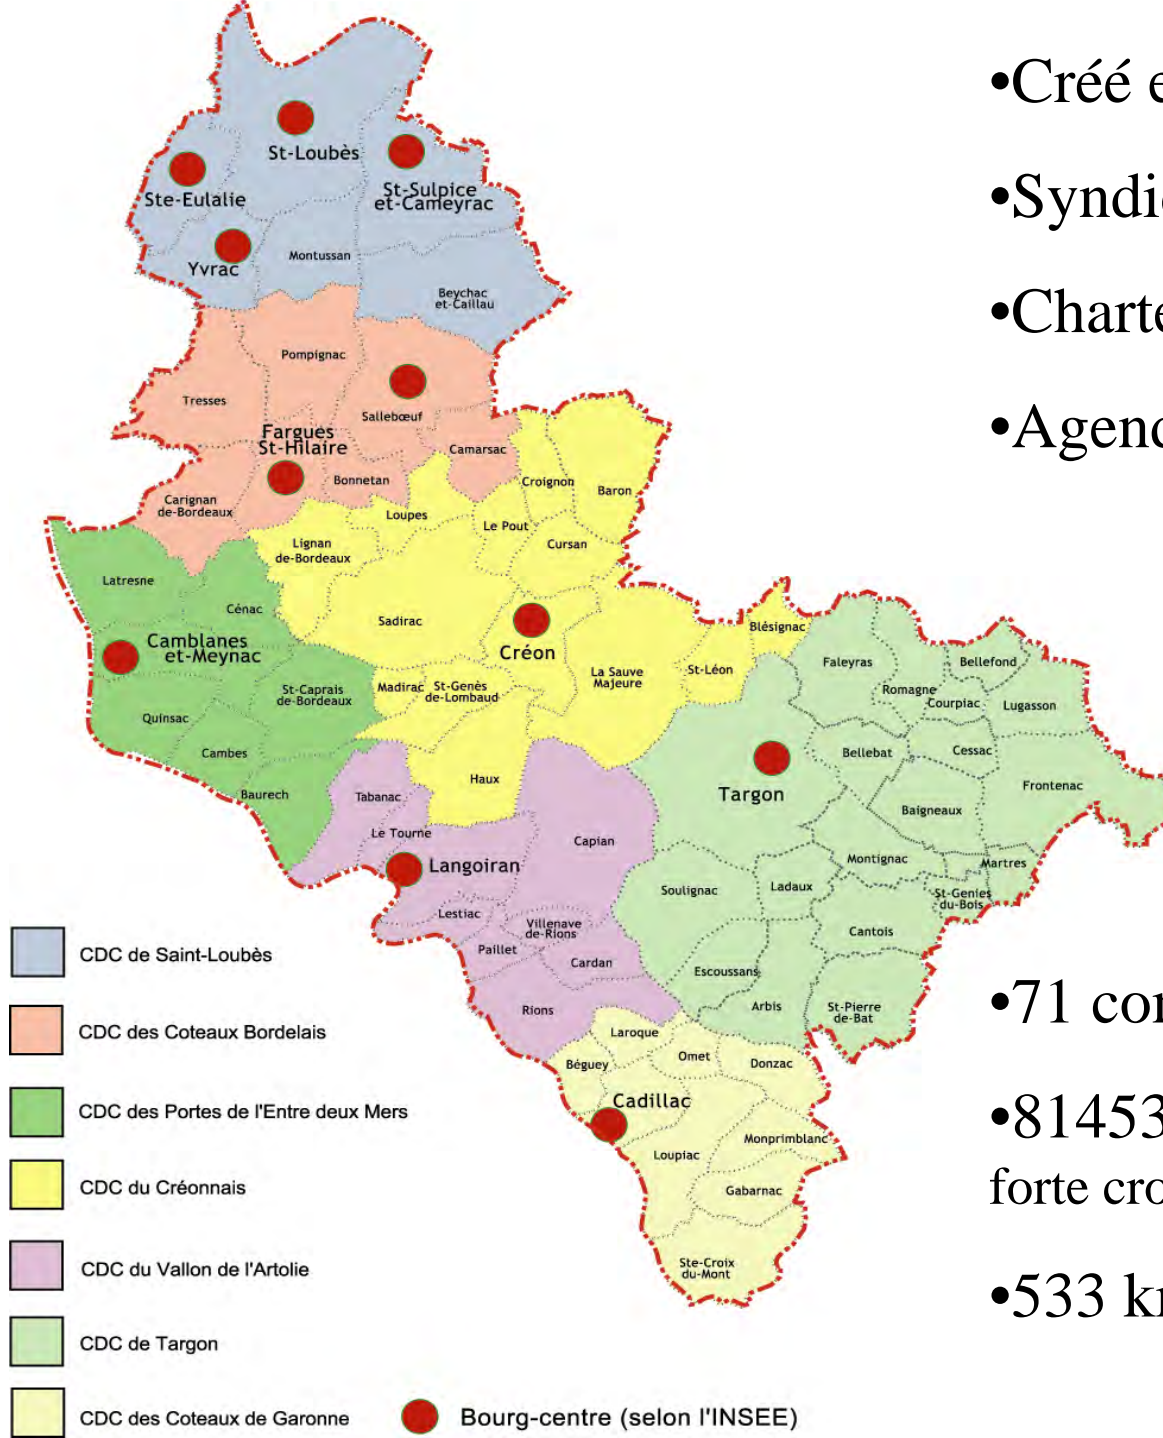 •Créé e
•Syndi
•Charte
•Agend
St-Loubès
Ste-Eulalie
St-Sulpice
et-Cameyrac
Yvrac
Montussan
Beychac
et-Caillau
Pompignac
Tresses
Sallebœuf
Fargues
St-Hilaire
Camarsac
Bonnetan
Carignan
de-Bordeaux
Croignon
Baron
Loupes
Le Pout
Lignan
de-Bordeaux
Cursan
Latresne
Cénac
Sadirac
Créon
Blésignac
Camblanes
et-Meynac
La Sauve
Majeure
St-Léon
Faleyras
Bellefond
Romagne
Courpiac
Lugasson
Madirac
St-Genès
de-Lombaud
St-Caprais
de-Bordeaux
Quinsac
Cambes
Bellebat
Cessac
Haux
Targon
Frontenac
Baurech
Tabanac
Baigneaux
Le Tourne
Capian
Langoiran
Montignac
Martres
Soulignac
Ladaux
St-Genies
du-Bois
Lestiac
Villenave
de-Rions
Cantois
Paillet
Cardan
Escoussans
Rions
Arbis
St-Pierre
de-Bat
Laroque
Béguey
Omet
Donzac
Cadillac
Monprimblanc
Loupiac
Gabarnac
Ste-Croix
du-Mont
•71 co
•81453
forte cro
•533 k
CDC de Saint-Loubès
CDC des Coteaux Bordelais
CDC des Portes de l'Entre deux Mers
CDC du Créonnais
CDC du Vallon de l'Artolie
CDC de Targon
CDC des Coteaux de Garonne
Bourg-centre (selon l'INSEE)